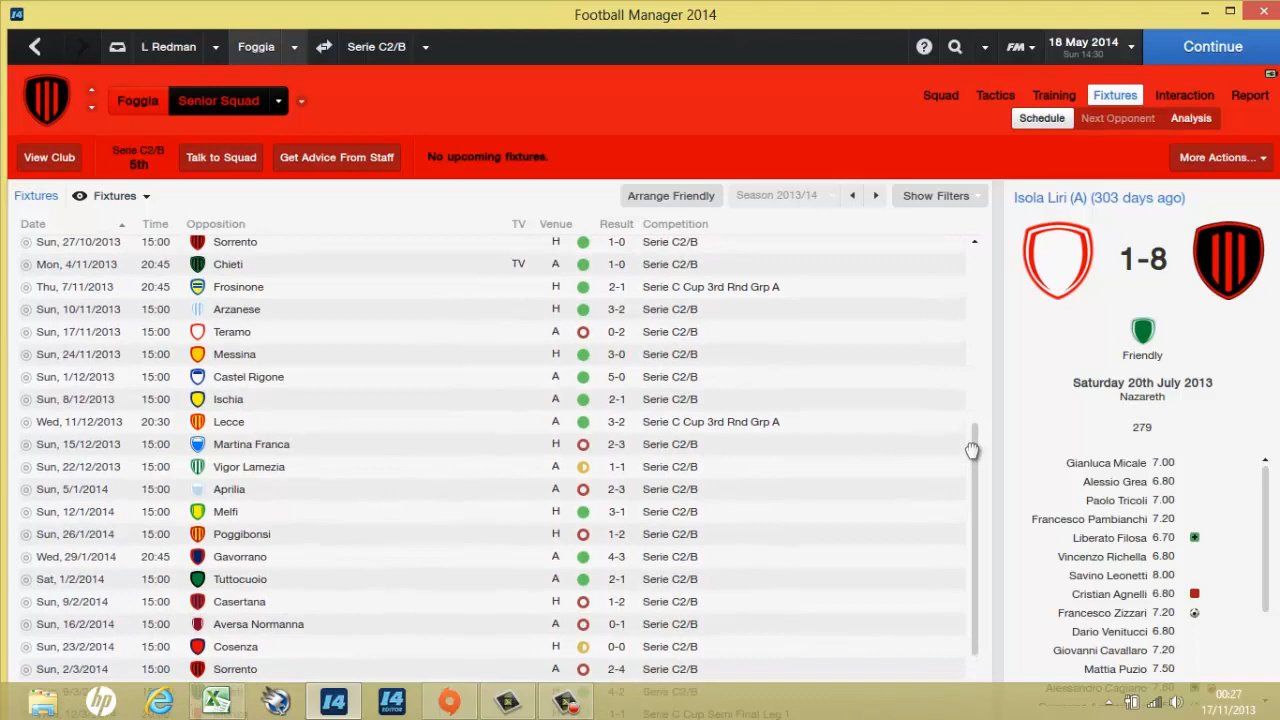 Football Manager 2014
L Redman Foggia Serie C2/B FM 18 May 2014 Sun 14:30 Continue
Foggia Senior Squad Squad Tactics Training Fixtures Interaction Report
Schedule Next Opponent Analysis
View Club Serie C2/B 5th Talk to Squad Get Advice From Staff No upcoming fixtures. More Actions...
Fixtures Fixtures Arrange Friendly Season 2013/14 Show Filters
Date Time Opposition TV Venue Result Competition
Sun, 27/10/2013 15:00 Sorrento H 1-0 Serie C2/B
Mon, 4/11/2013 20:45 Chieti TV A 1-0 Serie C2/B
Thu, 7/11/2013 20:45 Frosinone H 2-1 Serie C Cup 3rd Rnd Grp A
Sun, 10/11/2013 15:00 Arzanese H 3-2 Serie C2/B
Sun, 17/11/2013 15:00 Teramo A 0-2 Serie C2/B
Sun, 24/11/2013 15:00 Messina H 3-0 Serie C2/B
Sun, 1/12/2013 15:00 Castel Rigone A 5-0 Serie C2/B
Sun, 8/12/2013 15:00 Ischia A 2-1 Serie C2/B
Wed, 11/12/2013 20:30 Lecce A 3-2 Serie C Cup 3rd Rnd Grp A
Sun, 15/12/2013 15:00 Martina Franca H 2-3 Serie C2/B
Sun, 22/12/2013 15:00 Vigor Lamezia A 1-1 Serie C2/B
Sun, 5/1/2014 15:00 Aprilia A 2-3 Serie C2/B
Sun, 12/1/2014 15:00 Melfi H 3-1 Serie C2/B
Sun, 26/1/2014 15:00 Poggibonsi H 1-2 Serie C2/B
Wed, 29/1/2014 20:45 Gavorrano A 4-3 Serie C2/B
Sat, 1/2/2014 15:00 Tuttocuoio A 2-1 Serie C2/B
Sun, 9/2/2014 15:00 Casertana H 1-2 Serie C2/B
Sun, 16/2/2014 15:00 Aversa Normanna A 0-1 Serie C2/B
Sun, 23/2/2014 15:00 Cosenza H 0-0 Serie C2/B
Sun, 2/3/2014 15:00 Sorrento A 2-4 Serie C2/B
4-2 Serie C2/B
1-1 Serie C Cup Semi Final Leg 1
Isola Liri (A) (303 days ago)
1-8
Friendly
Saturday 20th July 2013
Nazareth
279
Gianluca Micale 7.00
Alessio Grea 6.80
Paolo Tricoli 7.00
Francesco Pambianchi 7.20
Liberato Filosa 6.70
Vincenzo Richella 6.80
Savino Leonetti 8.00
Cristian Agnelli 6.80
Francesco Zizzari 7.20
Dario Venitucci 6.80
Giovanni Cavallaro 7.20
Mattia Puzio 7.50
hp 14 14 EDITOR
00:27
17/11/2013